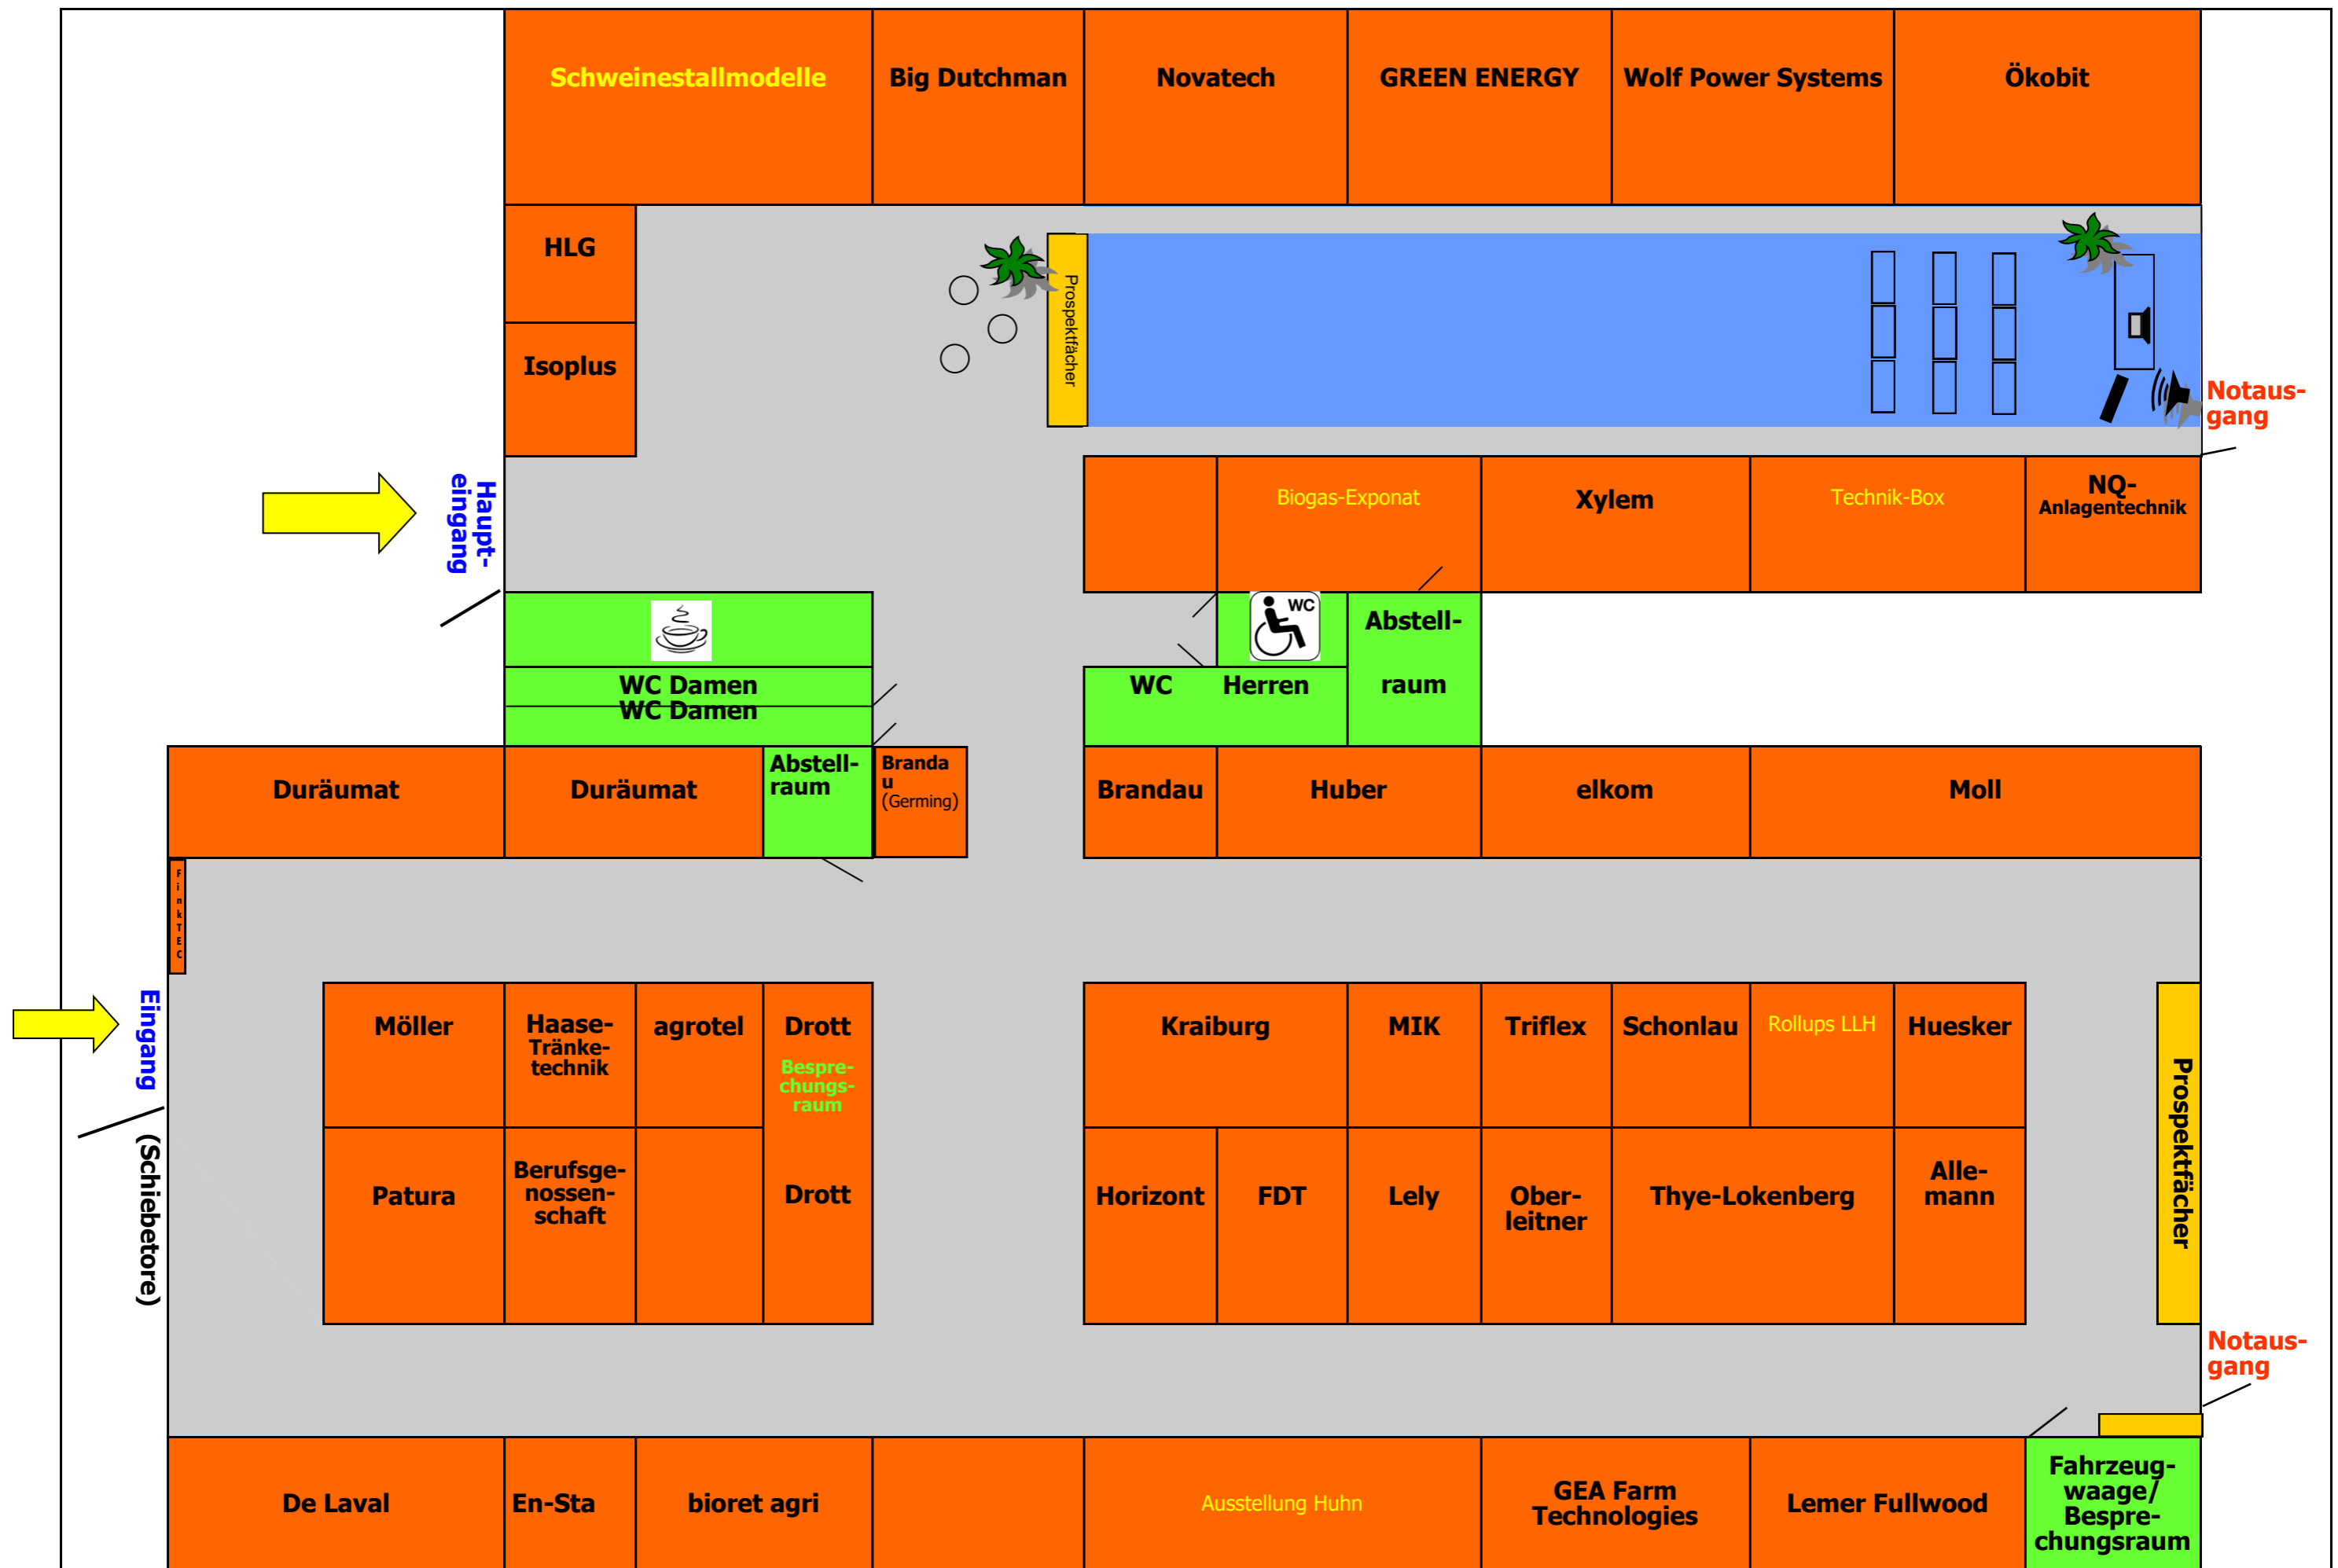 Schweinestallmodelle
Big Dutchman
Novatech
GREEN ENERGY
Wolf Power Systems
Ökobit
HLG
Isoplus
Prospektfächer
Notaus-
gang
Haupt-
eingang
Biogas-Exponat
Xylem
Technik-Box
NQ-
Anlagentechnik
WC
Abstell-
raum
WC Damen
WC Damen
WC Herren
Duräumat
Duräumat
Abstell-
raum
Branda
u
(Germing)
Brandau
Huber
elkom
Moll
FinkTEC
Eingang
(Schiebetore)
Möller
Haase-
Tränke-
technik
agrotel
Drott
Bespre-
chungs-
raum
Kraiburg
MIK
Triflex
Schonlau
Rollups LLH
Huesker
Prospektfächer
Patura
Berufsge-
nossen-
schaft
Drott
Horizont
FDT
Lely
Ober-
leitner
Thye-Lokenberg
Alle-
mann
Notaus-
gang
De Laval
En-Sta
bioret agri
Ausstellung Huhn
GEA Farm
Technologies
Lemer Fullwood
Fahrzeug-
waage/
Bespre-
chungsraum